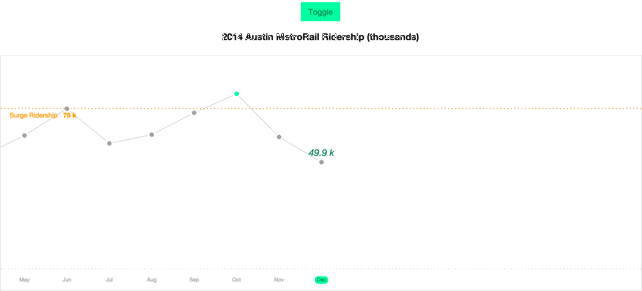 Toggle
2014 Austin MetroRail Ridership (thousands)
Surge Ridership 75 k
49.9 k
May Jun Jul Aug Sep Oct Nov Dec